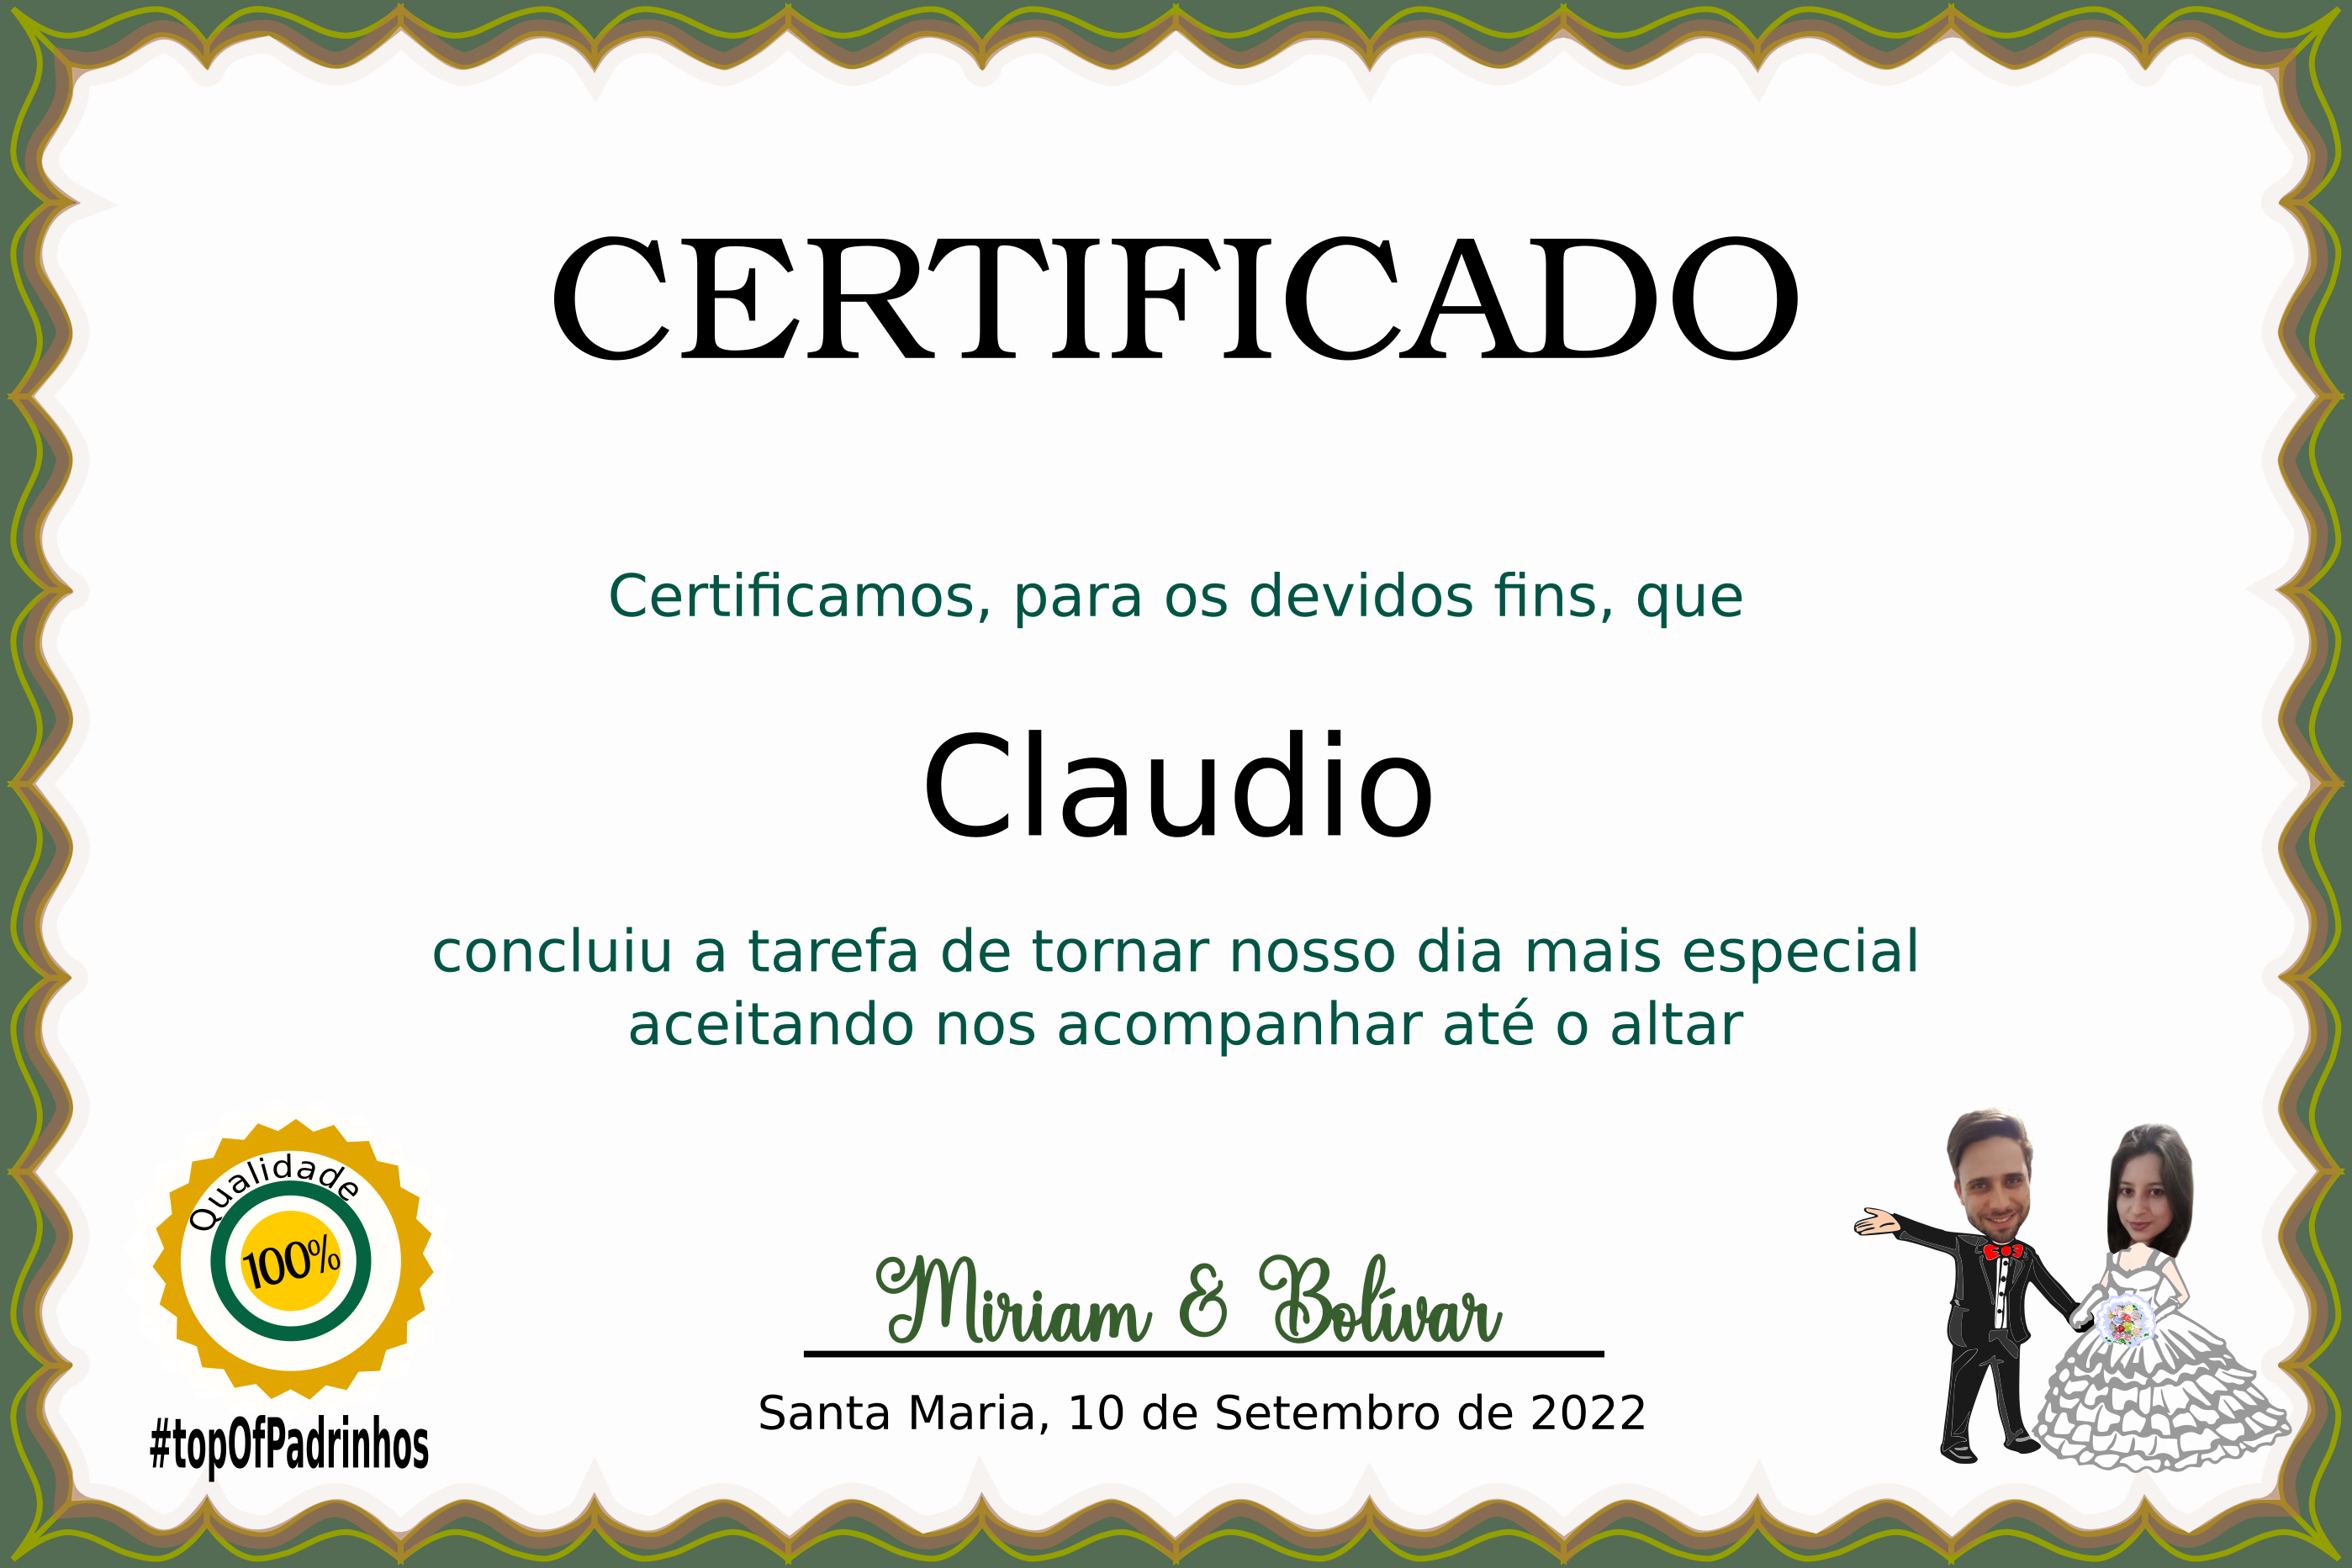 CERTIFICADO
Certificamos, para os devidos fins, que
Claudio
concluiu a tarefa de tornar nosso dia mais especial
aceitando nos acompanhar até o altar
Qualidade
100%
#topOfPadrinhos
Miriam & Bolívar
Santa Maria, 10 de Setembro de 2022